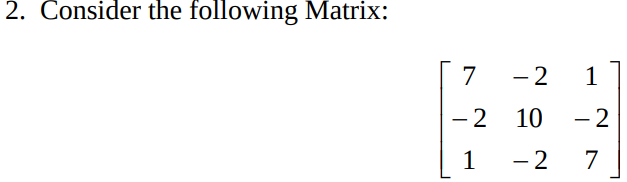 2. Consider the following Matrix:
7 – 2 1
– 2 10 – 2
1 – 2 7